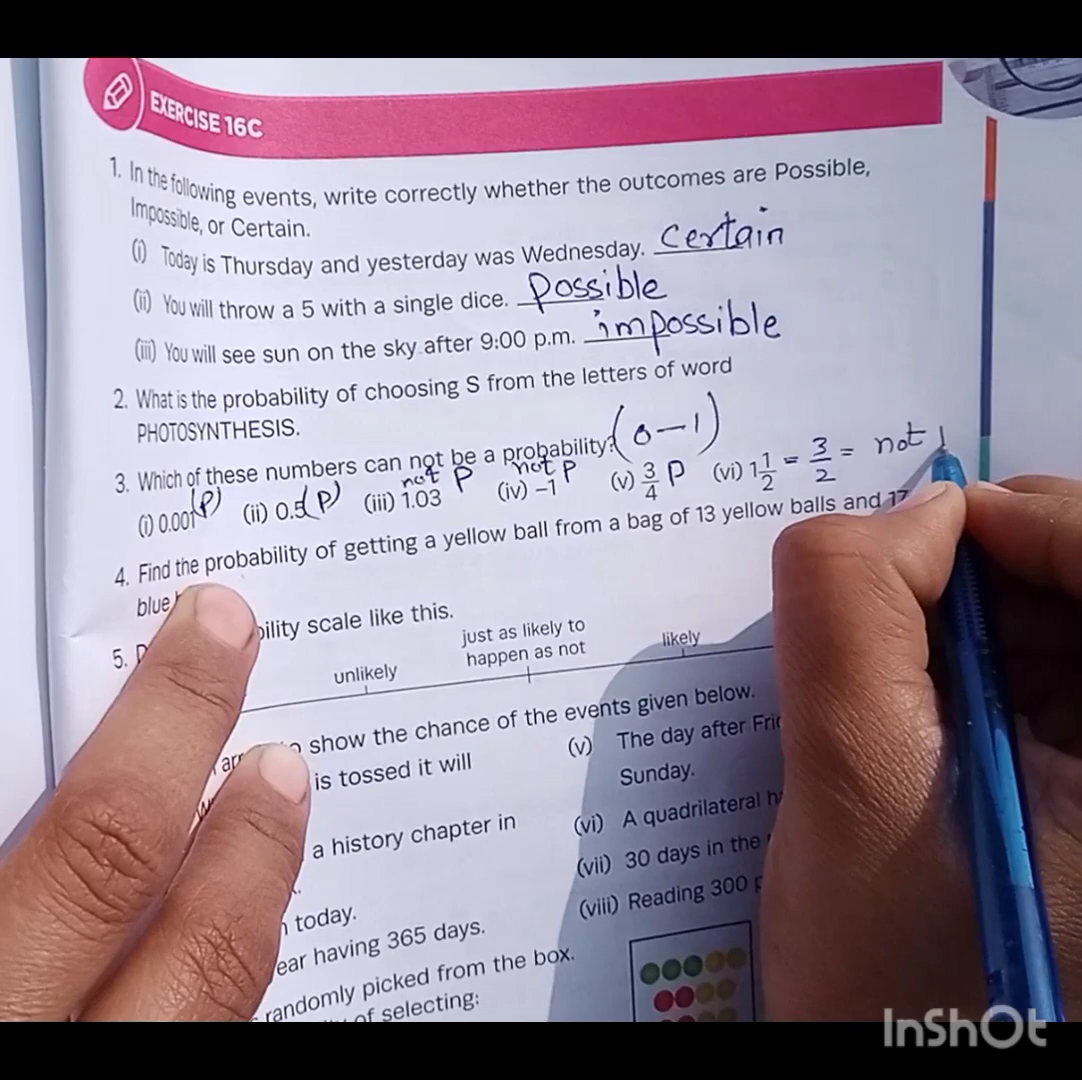 EXERCISE 16C
1. In the following events, write correctly whether the outcomes are Possible,
Impossible, or Certain.
(i) Today is Thursday and yesterday was Wednesday. certain
(ii) You will throw a 5 with a single dice. possible
(iii) You will see sun on the sky after 9:00 p.m. impossible
2. What is the probability of choosing S from the letters of word
PHOTOSYNTHESIS.
3. Which of these numbers can not be a probability? (0-1)
(i) 0.001 (P) (ii) 0.5 (P) (iii) 1.03 not P (iv) -1 not P (v) 3/4 P (vi) 1 1/2 = 3/2 = not
4. Find the probability of getting a yellow ball from a bag of 13 yellow balls and 17
blue
5. bility scale like this.
unlikely just as likely to happen as not likely
show the chance of the events given below.
is tossed it will
(v) The day after Fri
Sunday.
a history chapter in
(vi) A quadrilateral h
(vii) 30 days in the
today.
(viii) Reading 300 p
ear having 365 days.
randomly picked from the box.
of selecting:
InShOt